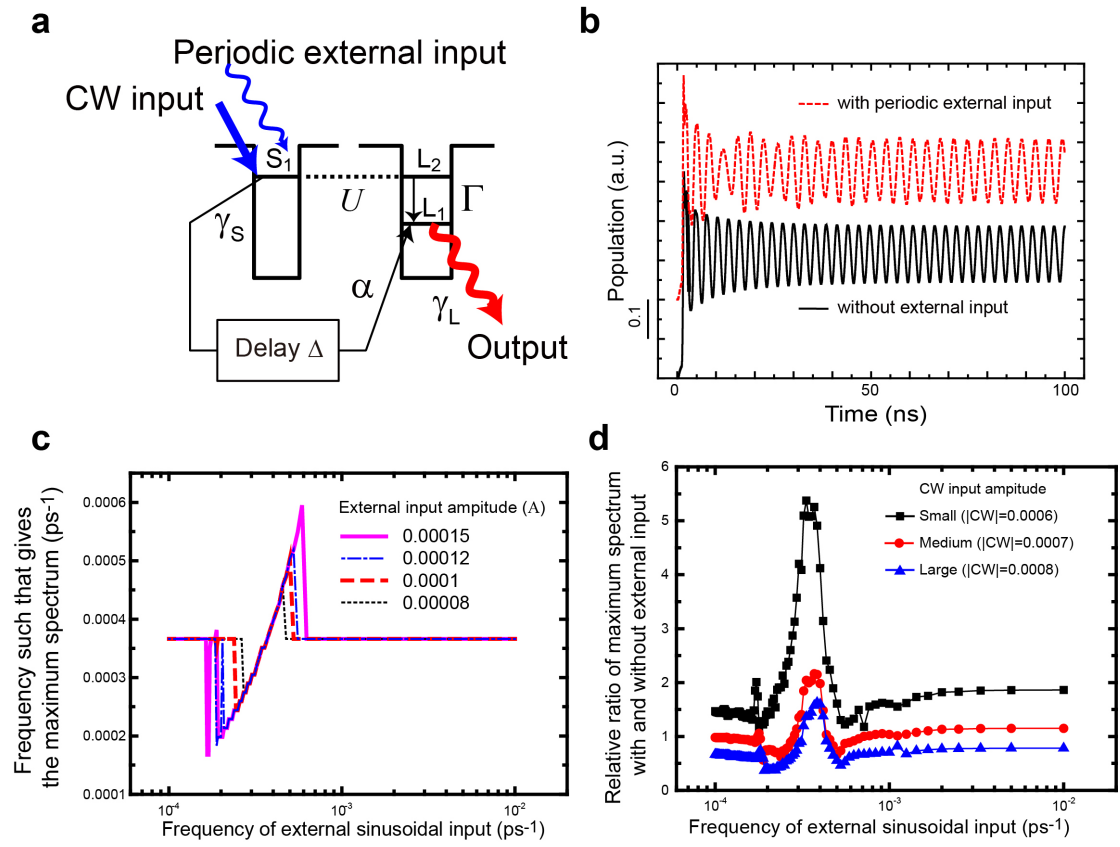 a
Periodic external input
CW input
S1
L2
U
Γ
L1
γS
α
γL
Delay Δ
Output
b
Population (a.u.)
0.1
with periodic external input
without external input
0
50
100
Time (ns)
c
Frequency such that gives
the maximum spectrum (ps-1)
0.0006
0.0005
0.0004
0.0003
0.0002
0.0001
External input ampitude (A)
0.00015
0.00012
0.0001
0.00008
10-4
10-3
10-2
Frequency of external sinusoidal input (ps-1)
d
Relative ratio of maximum spectrum
with and without external input
6
5
4
3
2
1
0
CW input ampitude
Small (|CW|=0.0006)
Medium (|CW|=0.0007)
Large (|CW|=0.0008)
10-4
10-3
10-2
Frequency of external sinusoidal input (ps-1)